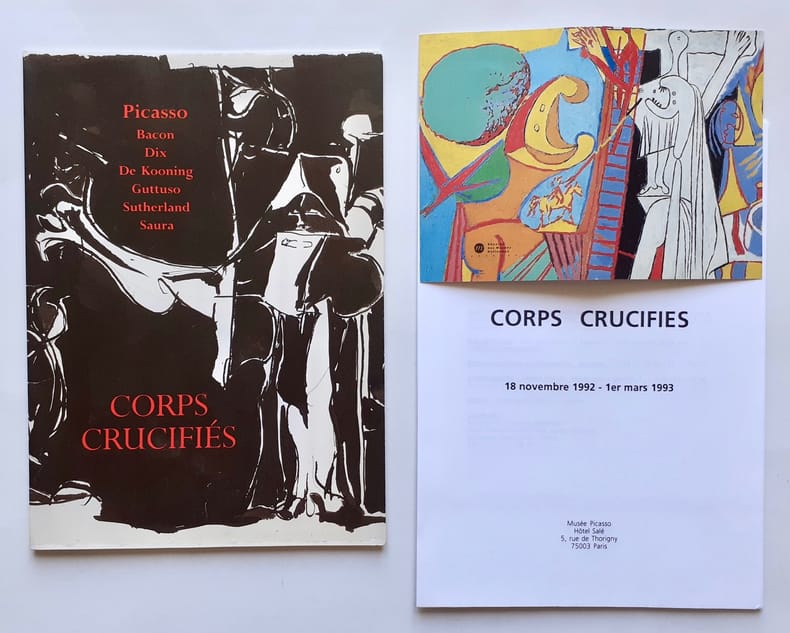 Picasso
Bacon
Dix
De Kooning
Guttuso
Sutherland
Saura
CORPS
CRUCIFIÉS
CORPS CRUCIFIES
18 novembre 1992 - 1er mars 1993
Musée Picasso
Hôtel Salé
5, rue de Thorigny
75003 Paris